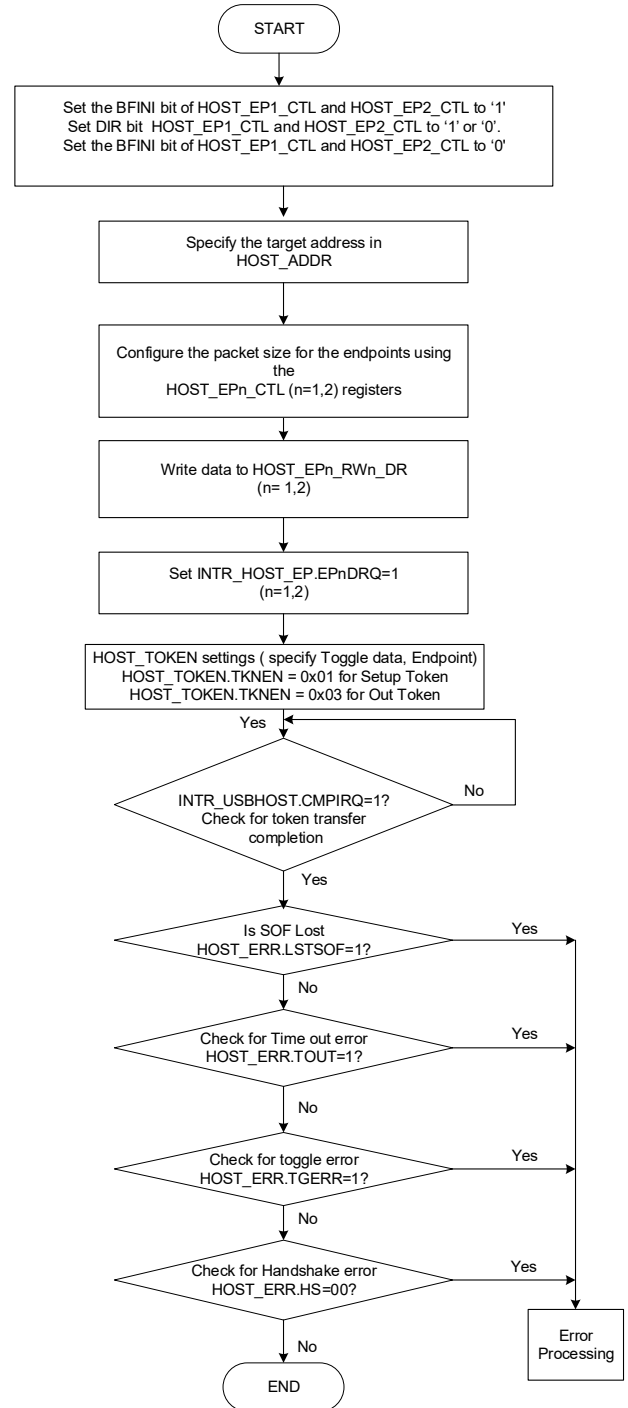 START
Set the BFINI bit of HOST_EP1_CTL and HOST_EP2_CTL to ‘1'
Set DIR bit HOST_EP1_CTL and HOST_EP2_CTL to ‘1’ or ‘0’.
Set the BFINI bit of HOST_EP1_CTL and HOST_EP2_CTL to ‘0'
Specify the target address in
HOST_ADDR
Configure the packet size for the endpoints using
the
HOST_EPn_CTL (n=1,2) registers
Write data to HOST_EPn_RWn_DR
(n= 1,2)
Set INTR_HOST_EP.EPnDRQ=1
(n=1,2)
HOST_TOKEN settings ( specify Toggle data, Endpoint)
HOST_TOKEN.TKNEN = 0x01 for Setup Token
HOST_TOKEN.TKNEN = 0x03 for Out Token
Yes
INTR_USBHOST.CMPIRQ=1?
Check for token transfer
completion
No
Yes
Is SOF Lost
HOST_ERR.LSTSOF=1?
Yes
No
Check for Time out error
HOST_ERR.TOUT=1?
Yes
No
Check for toggle error
HOST_ERR.TGERR=1?
Yes
No
Check for Handshake error
HOST_ERR.HS=00?
Yes
No
Error
Processing
END